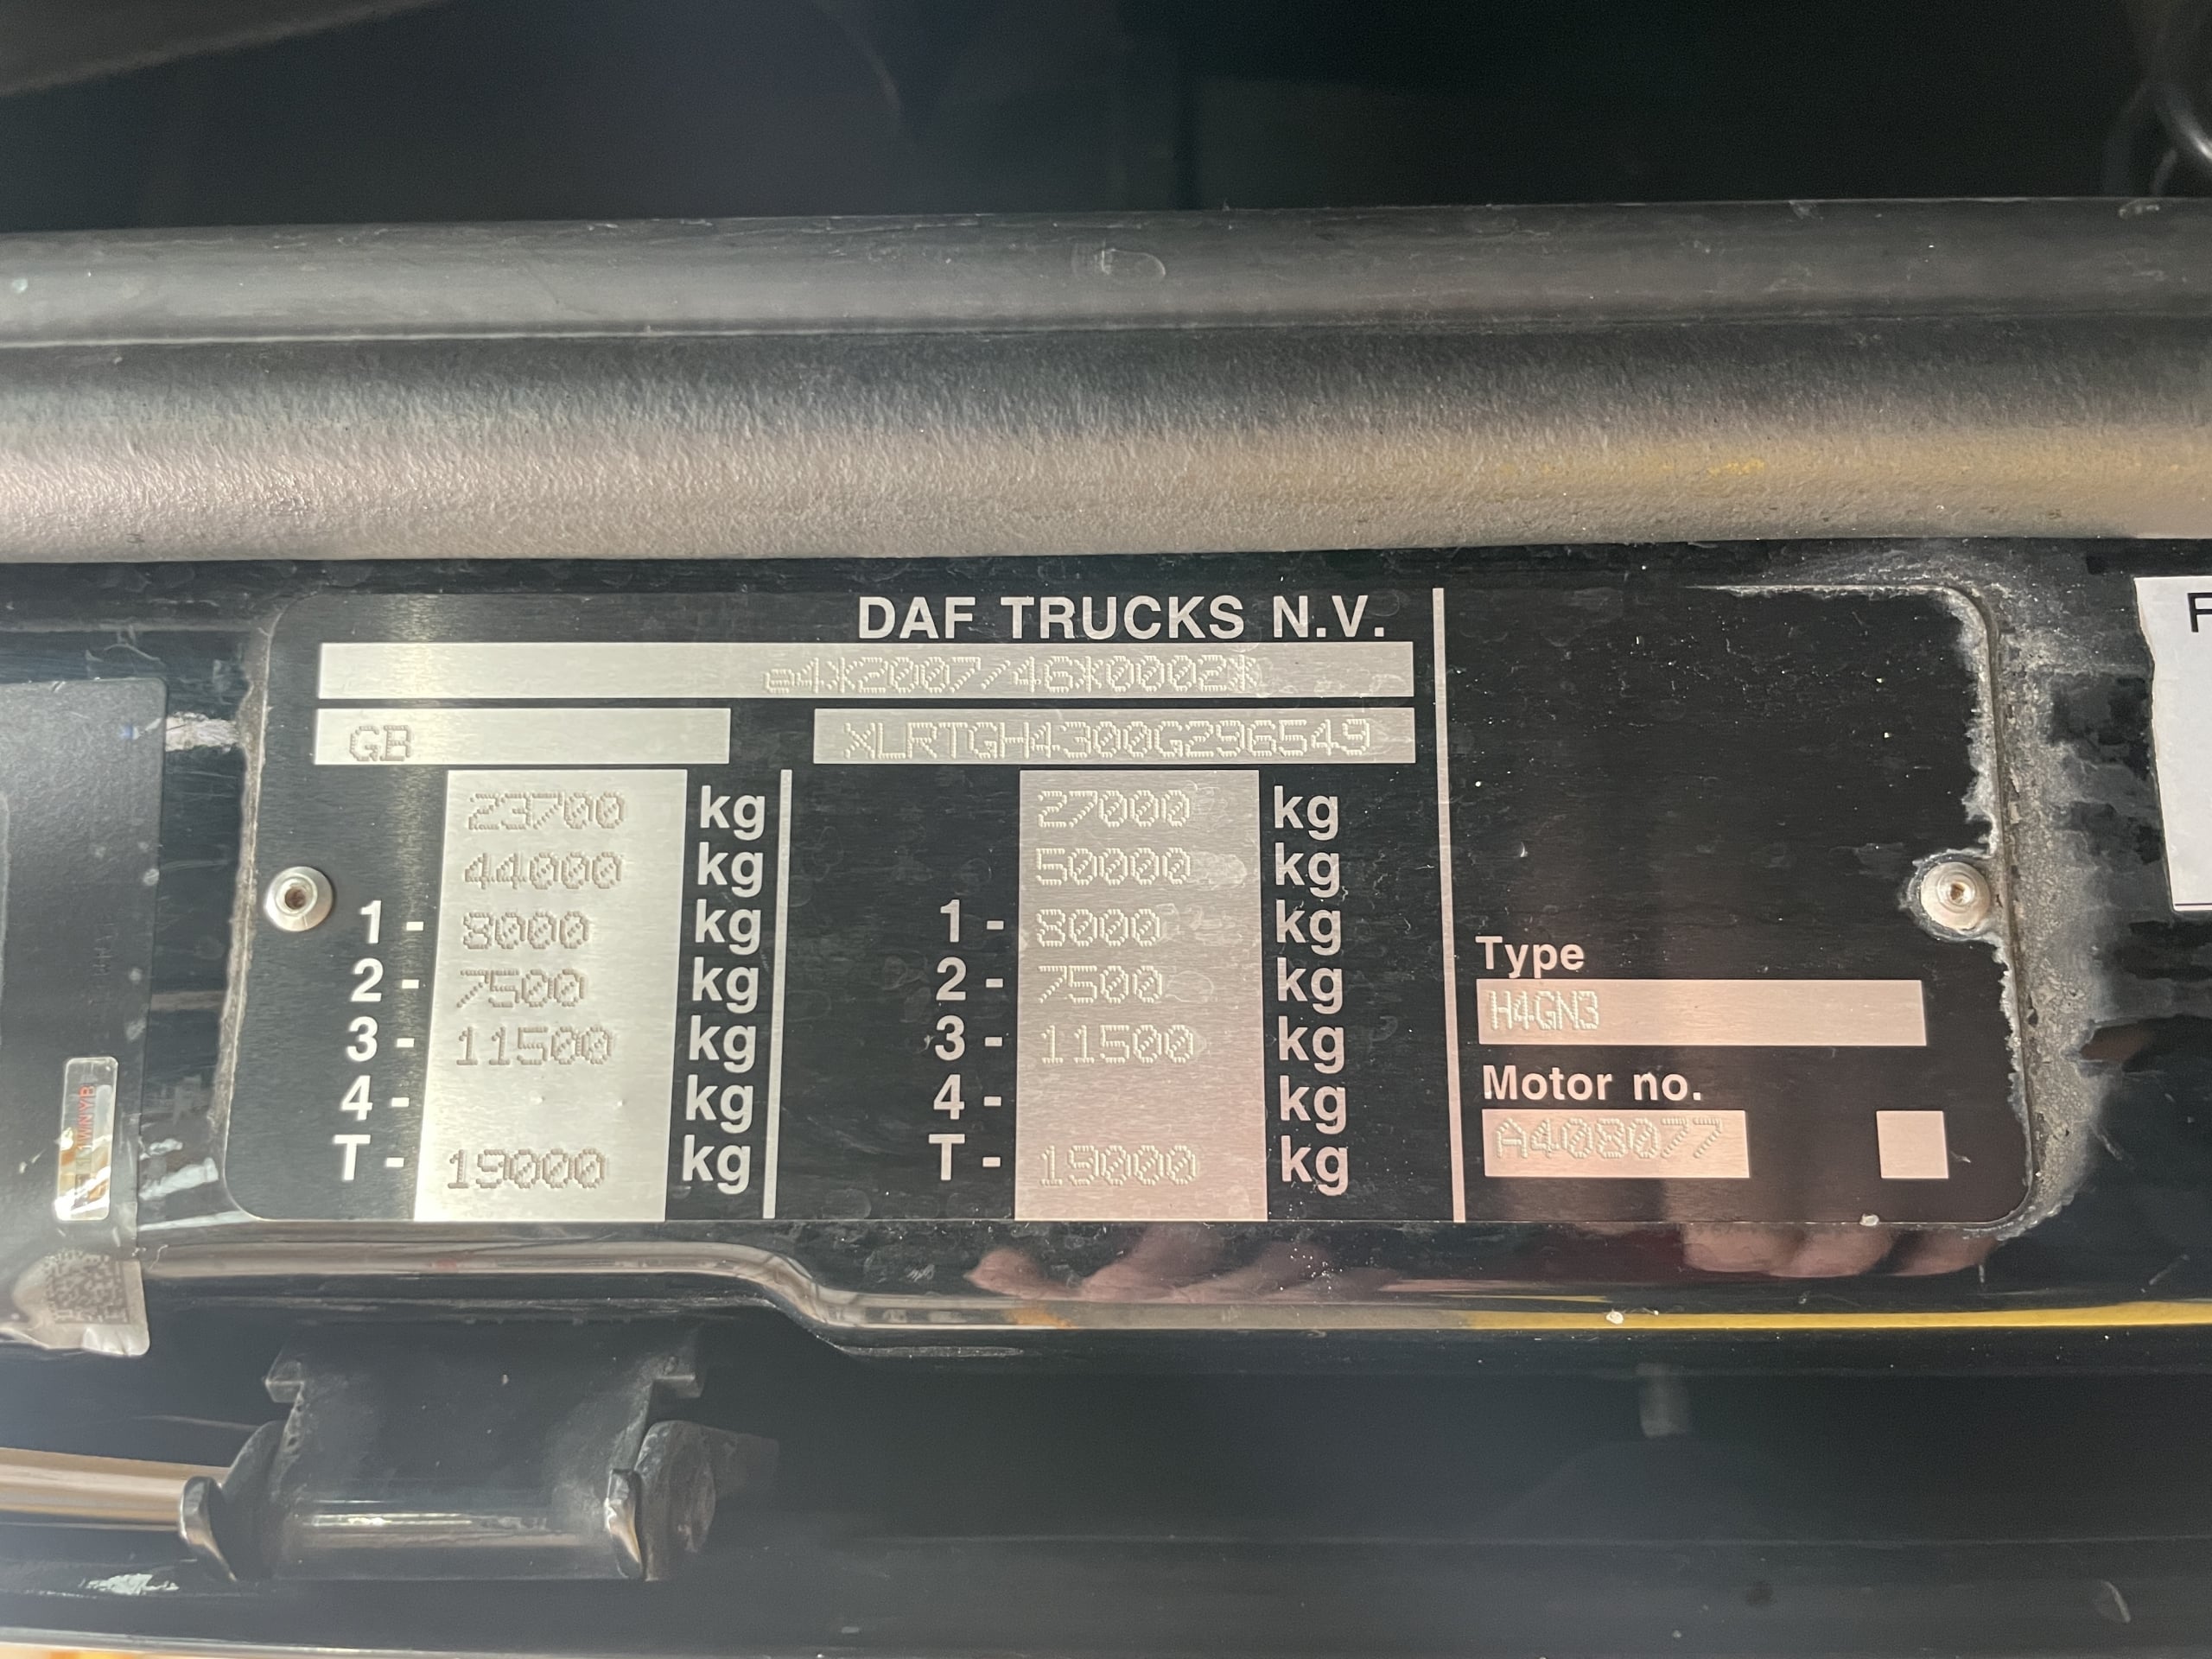 DAF TRUCKS N.V.
e4*2007/46*0002*
GB XLRTGH4300G296549
23700 kg 27000 kg
44000 kg 50000 kg
1 - 8000 kg 1 - 8000 kg
2 - 7500 kg 2 - 7500 kg
3 - 11500 kg 3 - 11500 kg
4 - kg 4 - kg
T - 19000 kg T - 19000 kg
Type
H4GN3
Motor no.
A408077